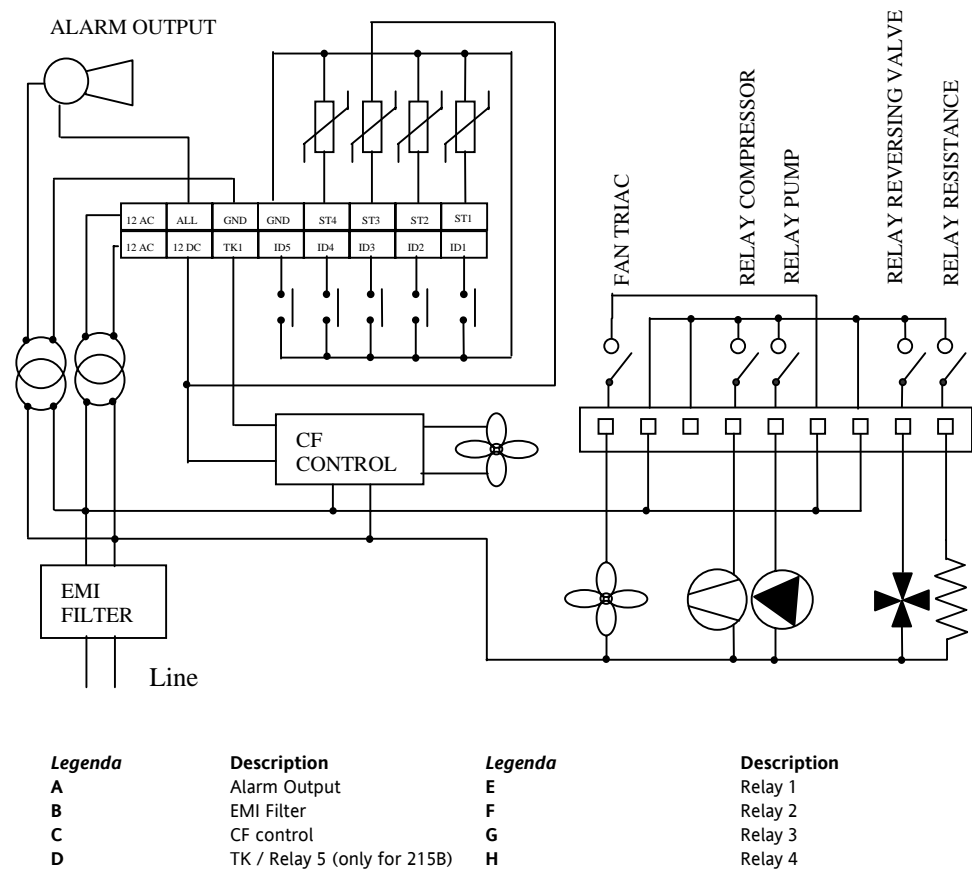 ALARM OUTPUT
FAN TRIAC
RELAY COMPRESSOR
RELAY PUMP
RELAY REVERSING VALVE
RELAY RESISTANCE
12 AC ALL GND GND ST4 ST3 ST2 ST1
12 AC 12 DC TK1 ID5 ID4 ID3 ID2 ID1
CF
CONTROL
EMI
FILTER
Line
Legenda Description Legenda Description
A Alarm Output E Relay 1
B EMI Filter F Relay 2
C CF control G Relay 3
D TK / Relay 5 (only for 215B) H Relay 4